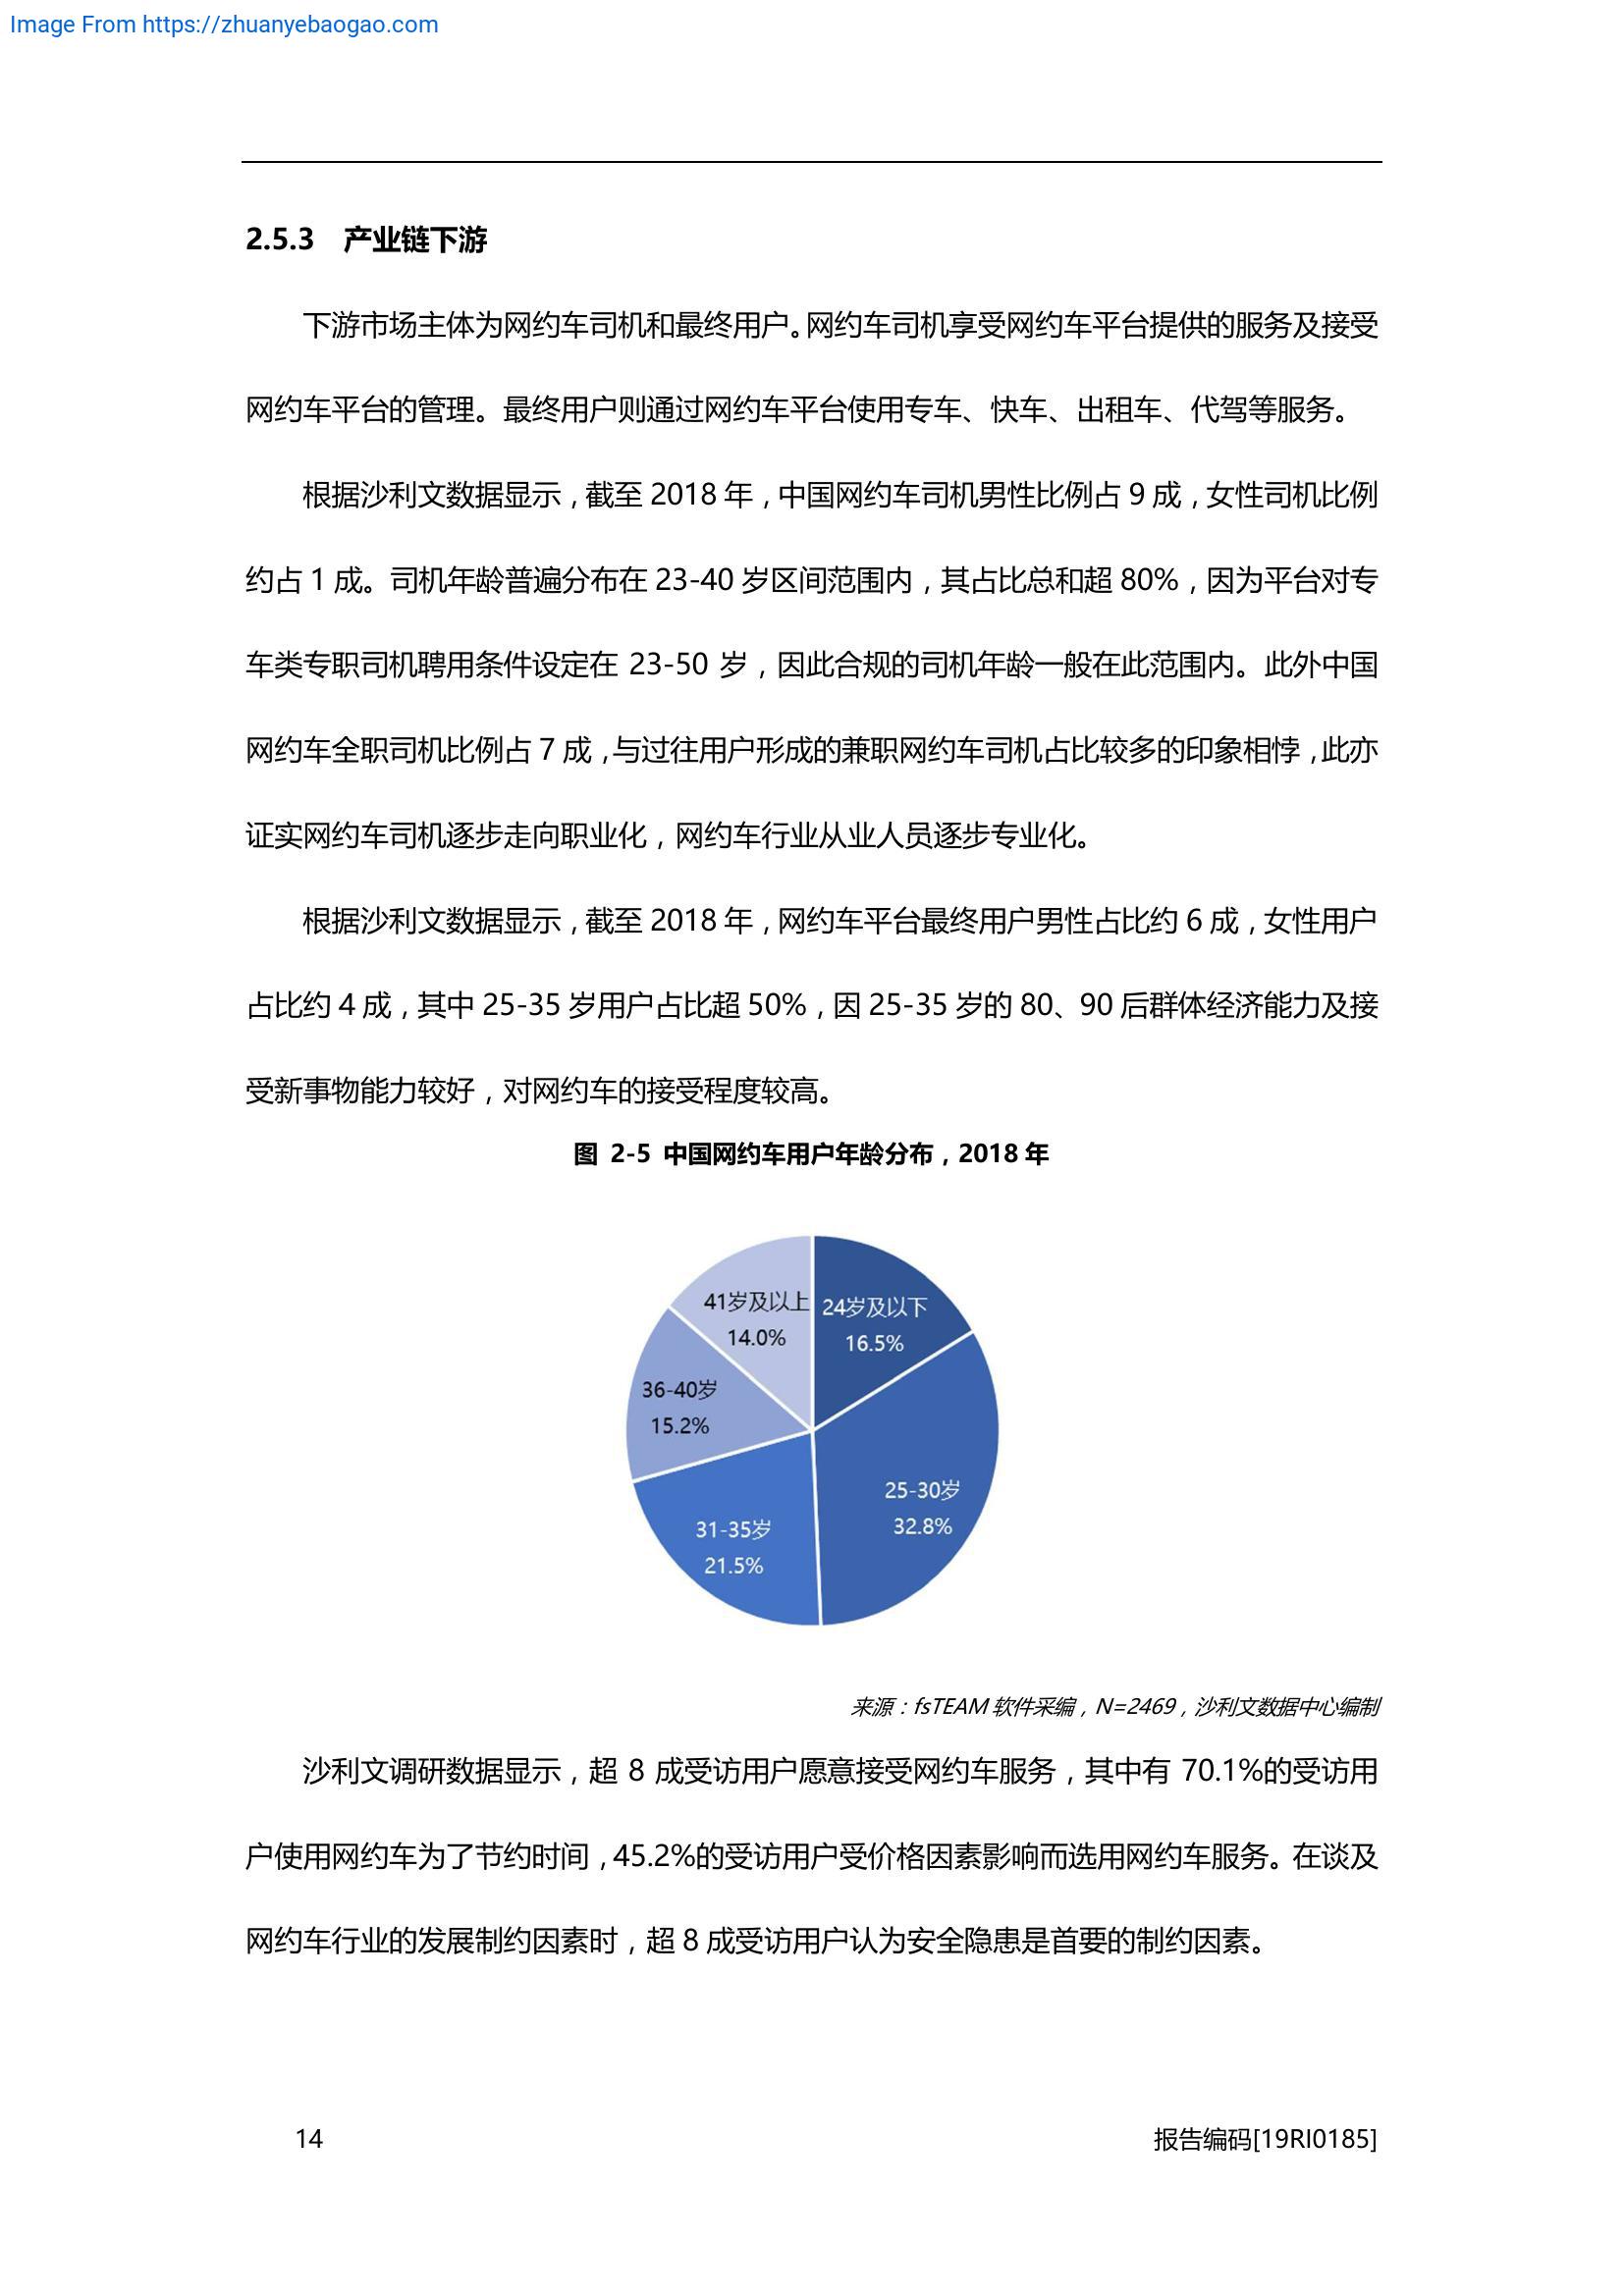 Image From https://zhuanyebaogao.com
2.5.3 产业链下游
下游市场主体为网约车司机和最终用户。网约车司机享受网约车平台提供的服务及接受
网约车平台的管理。最终用户则通过网约车平台使用专车、快车、出租车、代驾等服务。
根据沙利文数据显示，截至 2018 年，中国网约车司机男性比例占 9 成，女性司机比例
约占 1 成。司机年龄普遍分布在 23-40 岁区间范围内，其占比总和超 80%，因为平台对专
车类专职司机聘用条件设定在 23-50 岁，因此合规的司机年龄一般在此范围内。此外中国
网约车全职司机比例占 7 成，与过往用户形成的兼职网约车司机占比较多的印象相悖，此亦
证实网约车司机逐步走向职业化，网约车行业从业人员逐步专业化。
根据沙利文数据显示，截至 2018 年，网约车平台最终用户男性占比约 6 成，女性用户
占比约 4 成，其中 25-35 岁用户占比超 50%，因 25-35 岁的 80、90 后群体经济能力及接
受新事物能力较好，对网约车的接受程度较高。
图 2-5 中国网约车用户年龄分布，2018 年
41岁及以上
14.0%
24岁及以下
16.5%
36-40岁
15.2%
25-30岁
32.8%
31-35岁
21.5%
来源：fsTEAM 软件采编，N=2469，沙利文数据中心编制
沙利文调研数据显示，超 8 成受访用户愿意接受网约车服务，其中有 70.1%的受访用
户使用网约车为了节约时间，45.2%的受访用户受价格因素影响而选用网约车服务。在谈及
网约车行业的发展制约因素时，超 8 成受访用户认为安全隐患是首要的制约因素。
14
报告编码[19RI0185]